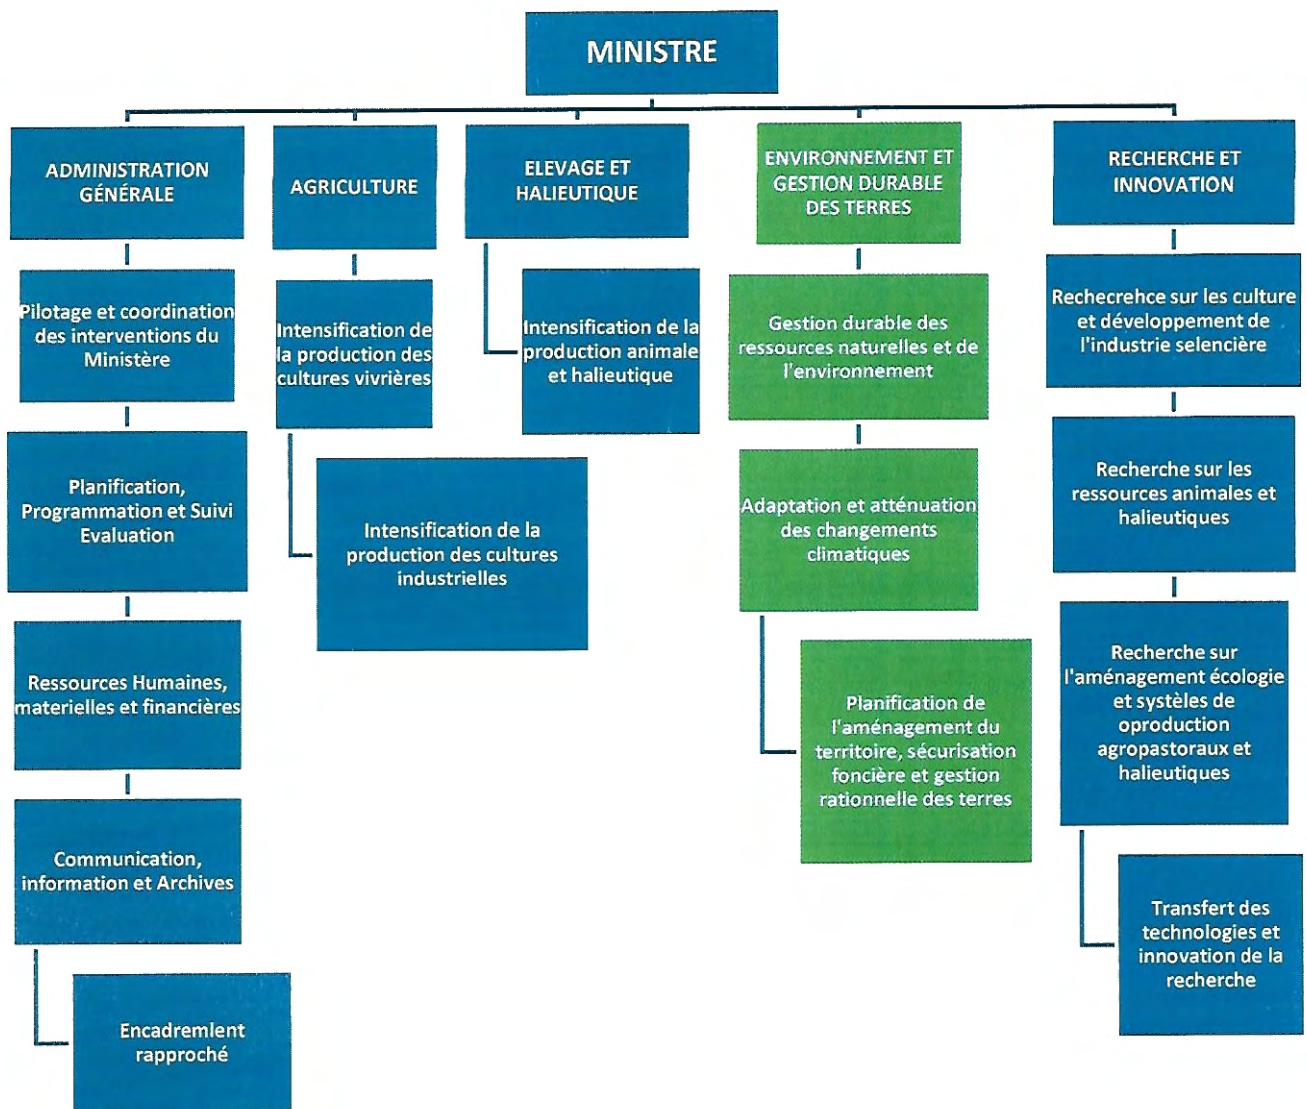 MINISTRE
ADMINISTRATION
GÉNÉRALE
Pilotage et coordination
des interventions du
Ministère
Planification,
Programmation et Suivi
Evaluation
Ressources Humaines,
materielles et financières
Communication,
information et Archives
Encadremlent
rapproché
AGRICULTURE
Intensification de
la production des
cultures vivrières
Intensification de la
production des cultures
industrielles
ELEVAGE ET
HALIEUTIQUE
Intensification de la
production animale
et halieutique
ENVIRONNEMENT ET
GESTION DURABLE
DES TERRES
Gestion durable des
ressources naturelles et de
l'environnement
Adaptation et atténuation
des changements
climatiques
Planification de
l'aménagement du
territoire, sécurisation
foncière et gestion
rationnelle des terres
RECHERCHE ET
INNOVATION
Rechecrehce sur les culture
et développement de
l'industrie selencière
Recherche sur les
ressources animales et
halieutiques
Recherche sur
l'aménagement écologie
et systèles de
oproduction
agropastoraux et
halieutiques
Transfert des
technologies et
innovation de la
recherche